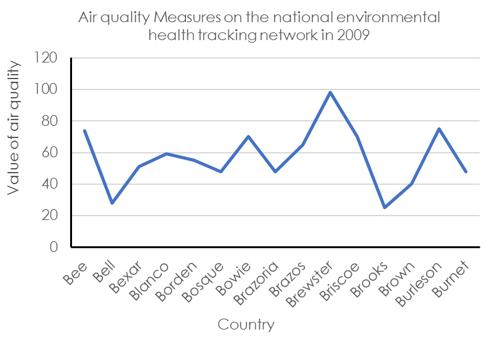 Air quality Measures on the national environmental
health tracking network in 2009
Value of air quality
120
100
80
60
40
20
0
Bee
Bell
Bexar
Blanco
Borden
Bosque
Bowie
Brazoria
Brazos
Brewster
Briscoe
Brooks
Brown
Burleson
Burnet
Country